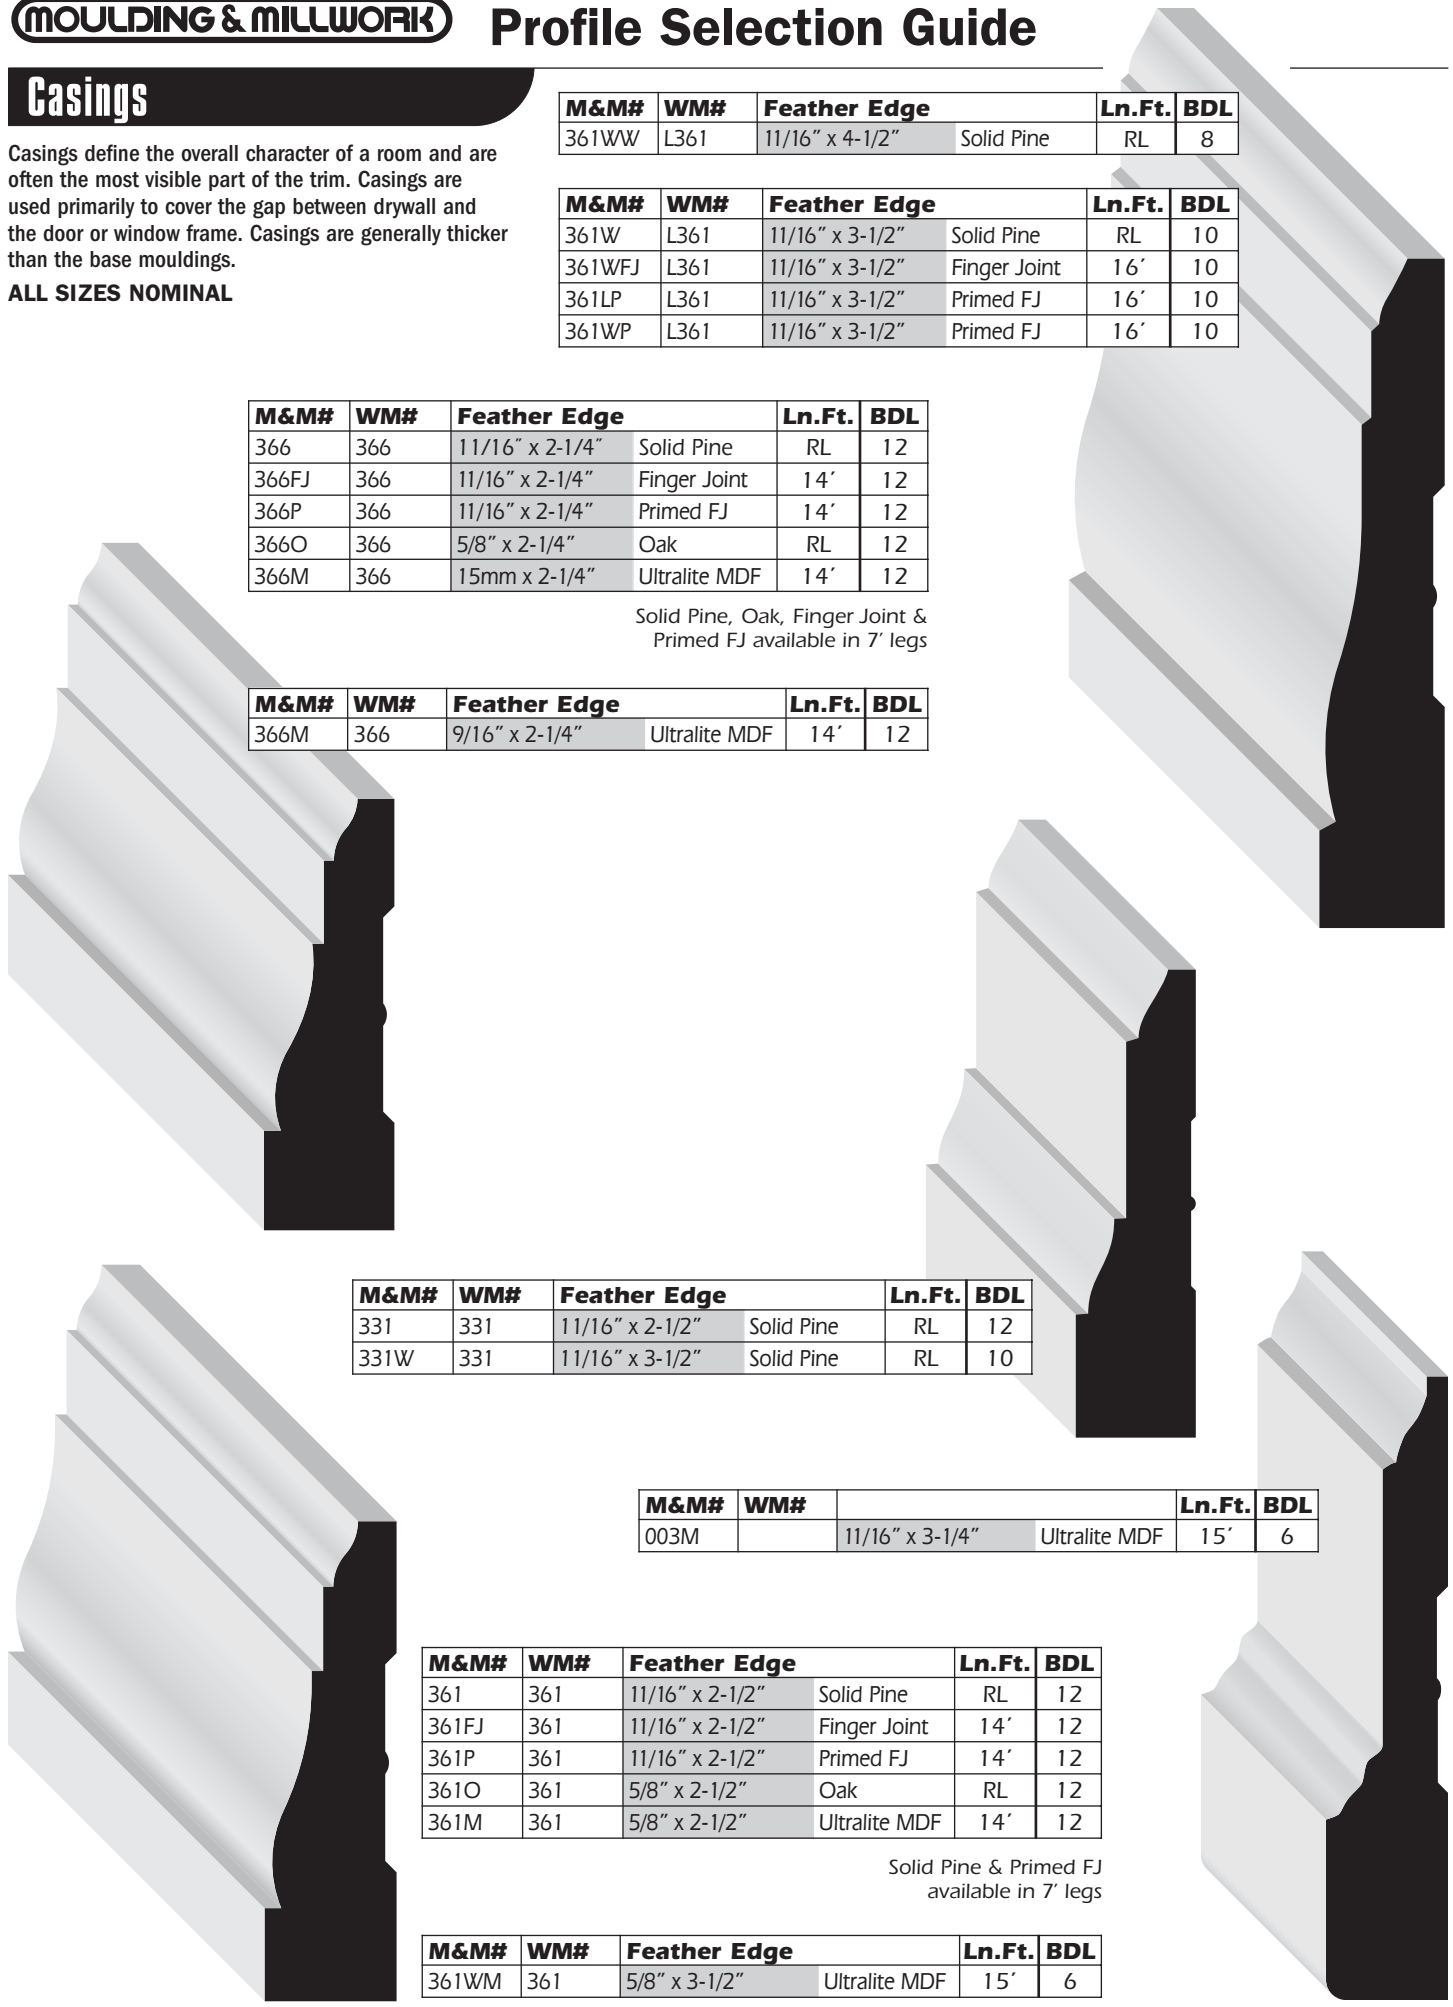 MOULDING & MILLWORK
Profile Selection Guide
Casings
Casings define the overall character of a room and are
often the most visible part of the trim. Casings are
used primarily to cover the gap between drywall and
the door or window frame. Casings are generally thicker
than the base mouldings.
ALL SIZES NOMINAL
M&M# WM# Feather Edge Ln.Ft. BDL
361WW L361 11/16” x 4-1/2” Solid Pine RL 8
M&M# WM# Feather Edge Ln.Ft. BDL
361W L361 11/16” x 3-1/2” Solid Pine RL 10
361WFJ L361 11/16” x 3-1/2” Finger Joint 16′ 10
361LP L361 11/16” x 3-1/2” Primed FJ 16′ 10
361WP L361 11/16” x 3-1/2” Primed FJ 16′ 10
M&M# WM# Feather Edge Ln.Ft. BDL
366 366 11/16” x 2-1/4” Solid Pine RL 12
366FJ 366 11/16” x 2-1/4” Finger Joint 14′ 12
366P 366 11/16” x 2-1/4” Primed FJ 14′ 12
366O 366 5/8” x 2-1/4” Oak RL 12
366M 366 15mm x 2-1/4” Ultralite MDF 14′ 12
Solid Pine, Oak, Finger Joint &
Primed FJ available in 7’ legs
M&M# WM# Feather Edge Ln.Ft. BDL
366M 366 9/16” x 2-1/4” Ultralite MDF 14′ 12
M&M# WM# Feather Edge Ln.Ft. BDL
331 331 11/16” x 2-1/2” Solid Pine RL 12
331W 331 11/16” x 3-1/2” Solid Pine RL 10
M&M# WM# Ln.Ft. BDL
003M 11/16” x 3-1/4” Ultralite MDF 15′ 6
M&M# WM# Feather Edge Ln.Ft. BDL
361 361 11/16” x 2-1/2” Solid Pine RL 12
361FJ 361 11/16” x 2-1/2” Finger Joint 14′ 12
361P 361 11/16” x 2-1/2” Primed FJ 14′ 12
361O 361 5/8” x 2-1/2” Oak RL 12
361M 361 5/8” x 2-1/2” Ultralite MDF 14′ 12
Solid Pine & Primed FJ
available in 7’ legs
M&M# WM# Feather Edge Ln.Ft. BDL
361WM 361 5/8” x 3-1/2” Ultralite MDF 15′ 6